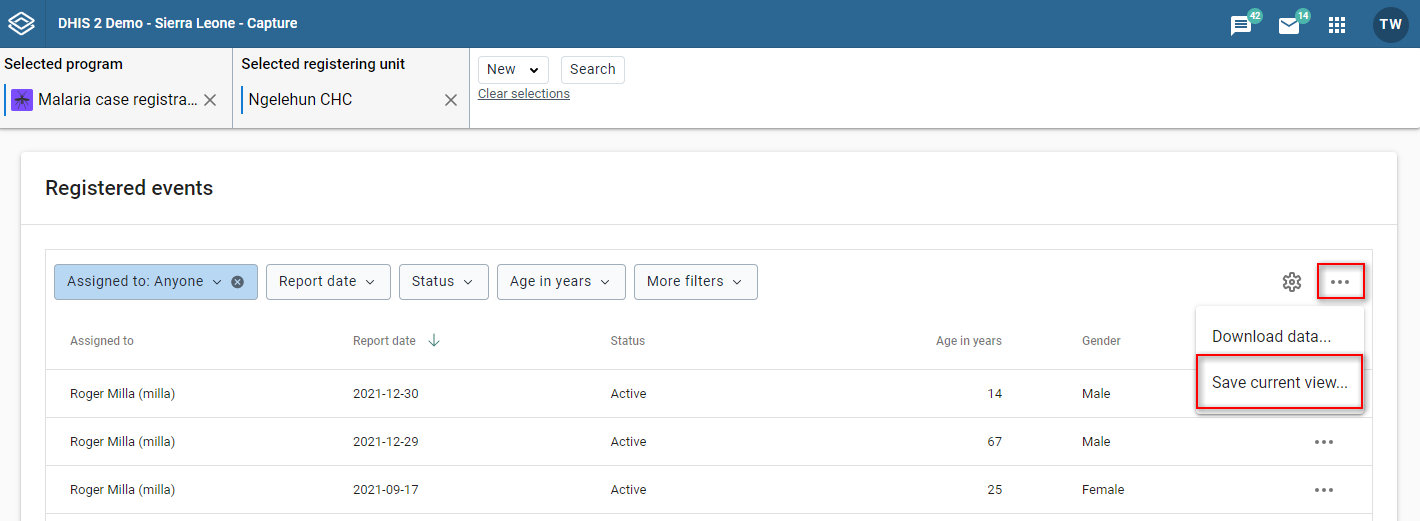 DHIS 2 Demo - Sierra Leone - Capture
42
14
TW
Selected program
Malaria case registra...
Selected registering unit
Ngelehun CHC
New
Search
Clear selections
Registered events
Assigned to: Anyone
Report date
Status
Age in years
More filters
Download data...
Save current view...
Assigned to Report date Status Age in years Gender
Roger Milla (milla) 2021-12-30 Active 14 Male
Roger Milla (milla) 2021-12-29 Active 67 Male
Roger Milla (milla) 2021-09-17 Active 25 Female